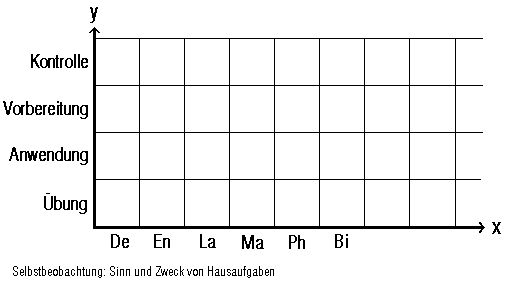 y
Kontrolle
Vorbereitung
Anwendung
Übung
x
De En La Ma Ph Bi
Selbstbeobachtung: Sinn und Zweck von Hausaufgaben